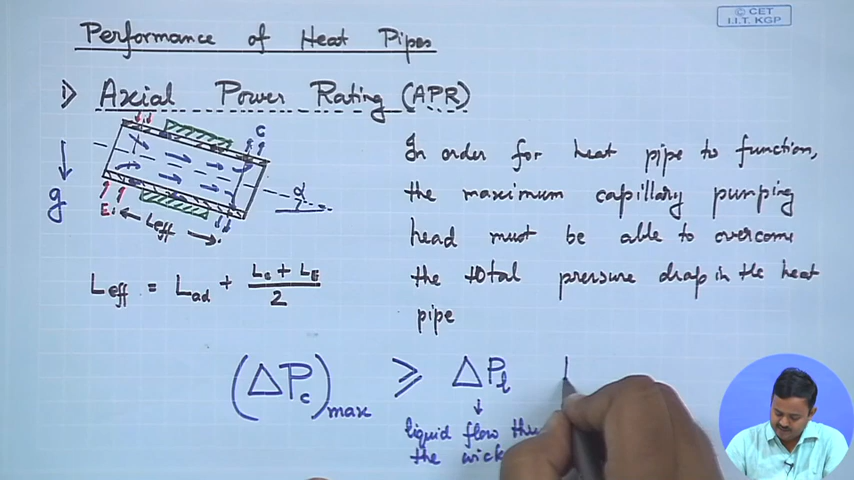 © CET
I.I.T. KGP
Performance of Heat Pipes
1) Axial Power Rating (APR)
C
g
α
E
Leff
In order for heat pipe to function,
the maximum capillary pumping
head must be able to overcome
the total pressure drop in the heat
pipe
Leff = Lad + (Lc + LE)/2
(ΔPc)max ≥ ΔPl
liquid flow thr
the wick